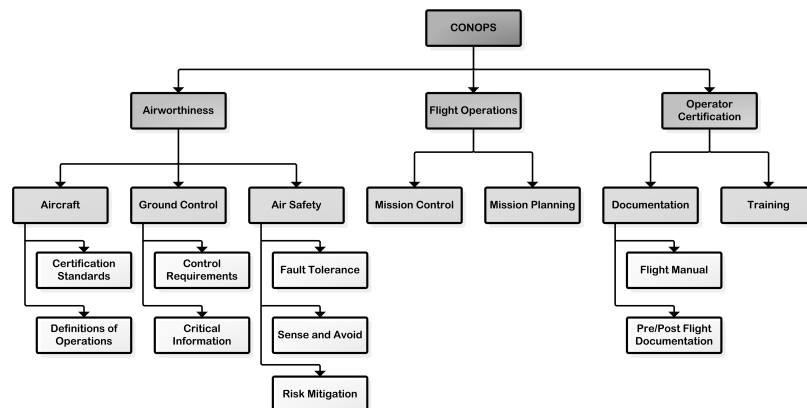 CONOPS
Airworthiness
Flight Operations
Operator
Certification
Aircraft
Ground Control
Air Safety
Mission Control
Mission Planning
Documentation
Training
Certification
Standards
Control
Requirements
Fault Tolerance
Flight Manual
Definitions of
Operations
Critical
Information
Sense and Avoid
Pre/Post Flight
Documentation
Risk Mitigation